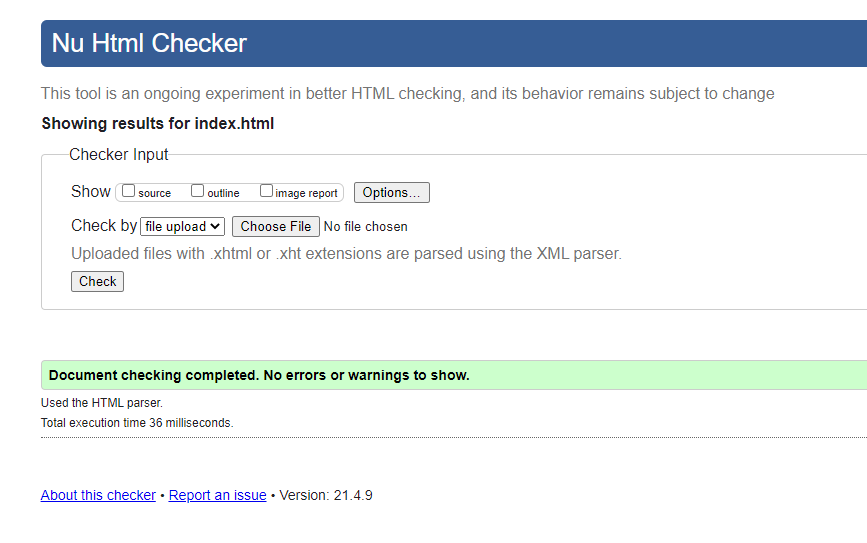 Nu Html Checker
This tool is an ongoing experiment in better HTML checking, and its behavior remains subject to change
Showing results for index.html
Checker Input
Show source outline image report Options...
Check by file upload Choose File No file chosen
Uploaded files with .xhtml or .xht extensions are parsed using the XML parser.
Check
Document checking completed. No errors or warnings to show.
Used the HTML parser.
Total execution time 36 milliseconds.
About this checker • Report an issue • Version: 21.4.9